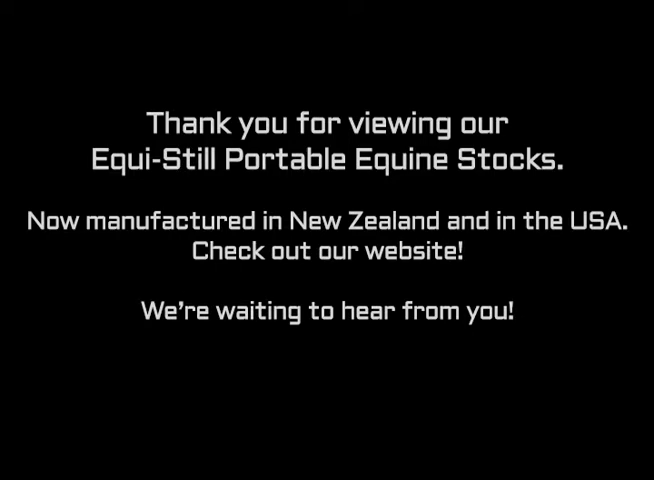 Thank you for viewing our
Equi-Still Portable Equine Stocks.
Now manufactured in New Zealand and in the USA.
Check out our website!
We're waiting to hear from you!